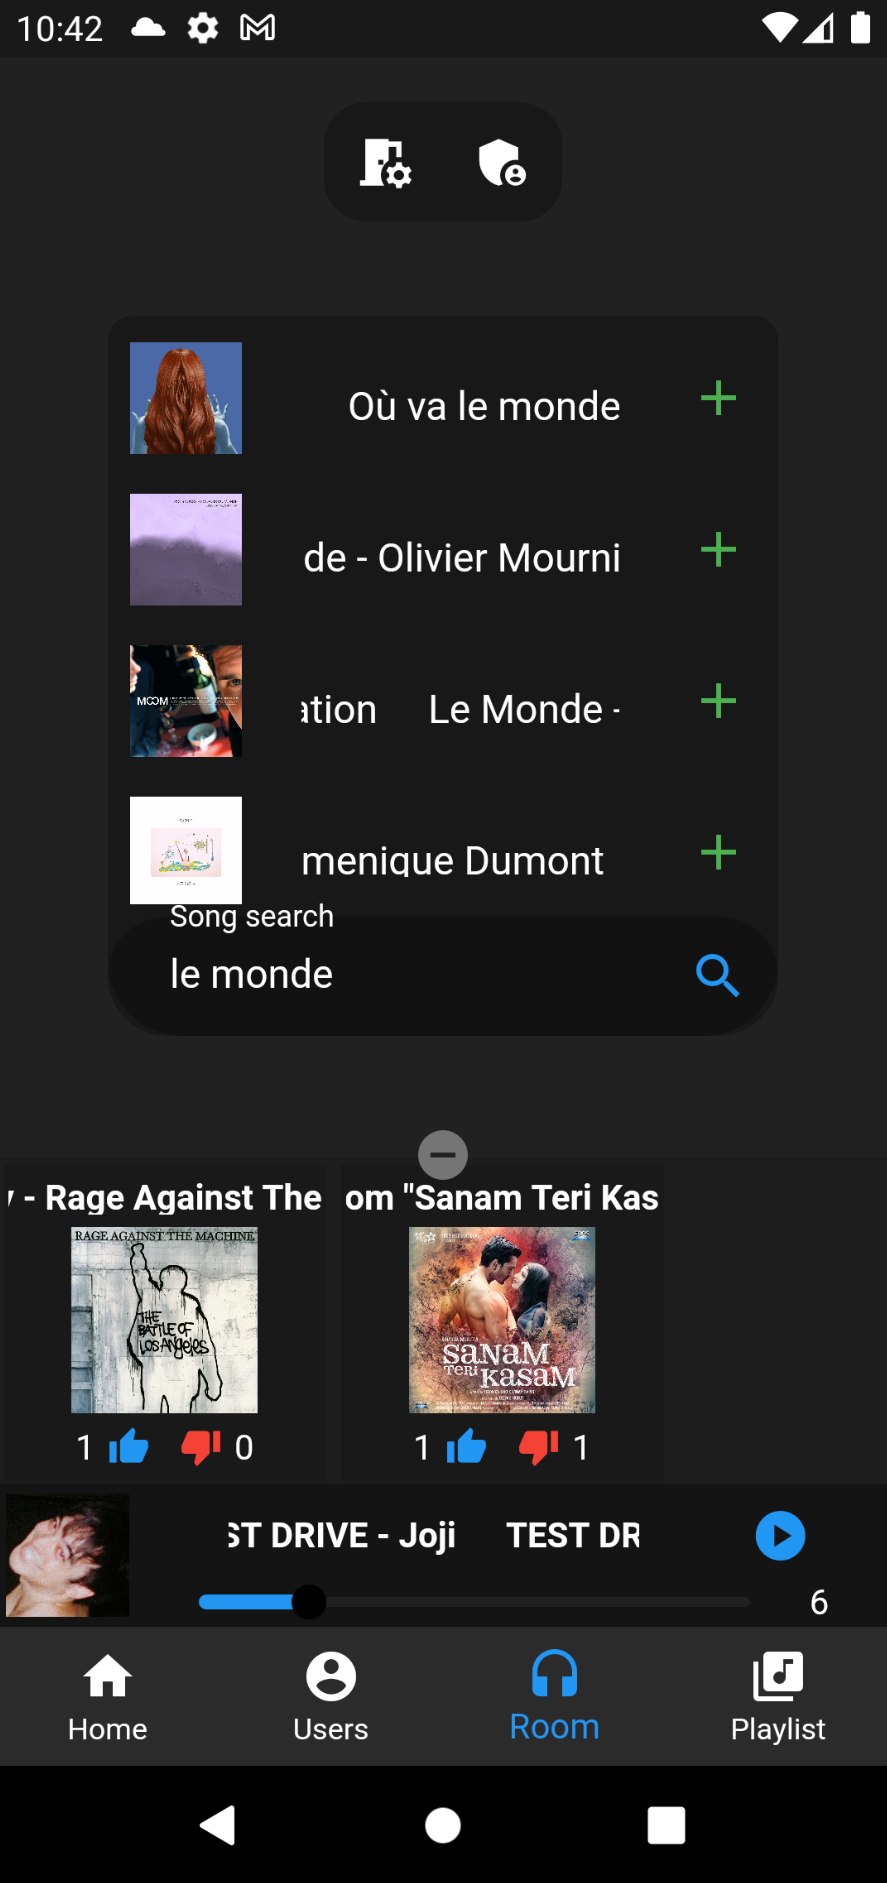 10:42
Où va le monde
de - Olivier Mourni
ation Le Monde -
MOOM
menique Dumont
Song search
le monde
y - Rage Against The
om "Sanam Teri Kas
RAGE AGAINST THE MACHINE
THE
BATTLE OF
LOS ANGELES
SANAM
TERI KASAM
1 0
1 1
ST DRIVE - Joji TEST DR
6
Home Users Room Playlist